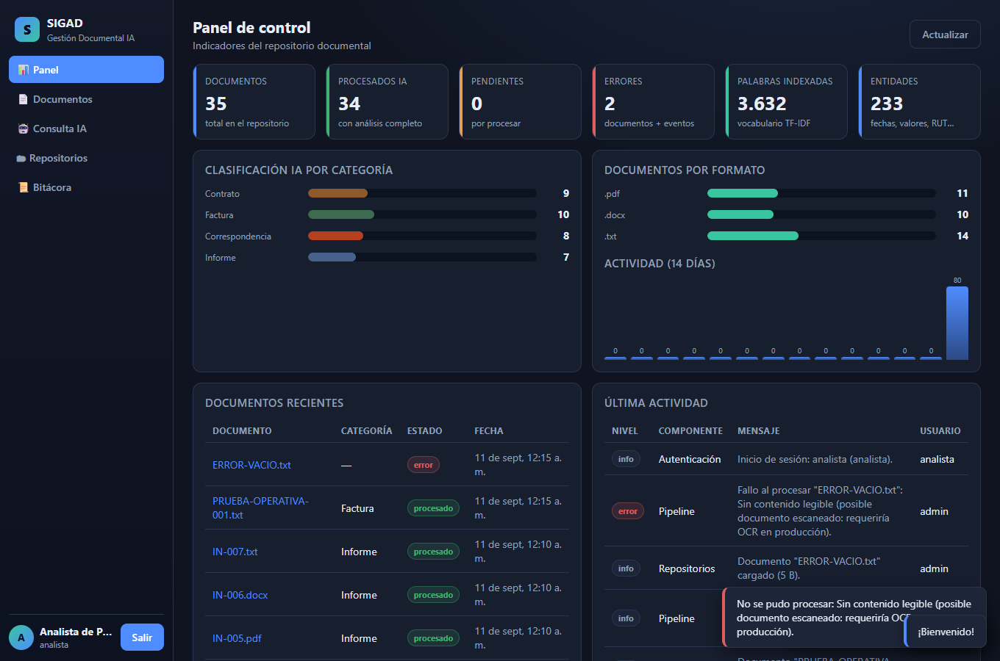 S
SIGAD
Gestión Documental IA
Panel
Documentos
Consulta IA
Repositorios
Bitácora
A
Analista de P...
analista
Salir
Panel de control
Indicadores del repositorio documental
Actualizar
DOCUMENTOS
35
total en el repositorio
PROCESADOS IA
34
con análisis completo
PENDIENTES
0
por procesar
ERRORES
2
documentos + eventos
PALABRAS INDEXADAS
3.632
vocabulario TF-IDF
ENTIDADES
233
fechas, valores, RUT...
CLASIFICACIÓN IA POR CATEGORÍA
Contrato 9
Factura 10
Correspondencia 8
Informe 7
DOCUMENTOS POR FORMATO
.pdf 11
.docx 10
.txt 14
ACTIVIDAD (14 DÍAS)
0 0 0 0 0 0 0 0 0 0 0 0 0 80
DOCUMENTOS RECIENTES
DOCUMENTO CATEGORÍA ESTADO FECHA
ERROR-VACIO.txt — error 11 de sept, 12:15 a.
m.
PRUEBA-OPERATIVA-
001.txt Factura procesado 11 de sept, 12:15 a.
m.
IN-007.txt Informe procesado 11 de sept, 12:10 a.
m.
IN-006.docx Informe procesado 11 de sept, 12:10 a.
m.
IN-005.pdf Informe procesado 11 de sept, 12:10 a.
m.
ÚLTIMA ACTIVIDAD
NIVEL COMPONENTE MENSAJE USUARIO
info Autenticación Inicio de sesión: analista (analista). analista
error Pipeline Fallo al procesar "ERROR-VACIO.txt":
Sin contenido legible (posible
documento escaneado: requeriría
OCR en producción). admin
info Repositorios Documento "ERROR-VACIO.txt"
cargado (5 B). admin
info Pipeline
No se pudo procesar: Sin contenido legible (posible
documento escaneado: requeriría
producción).
¡Bienvenido!